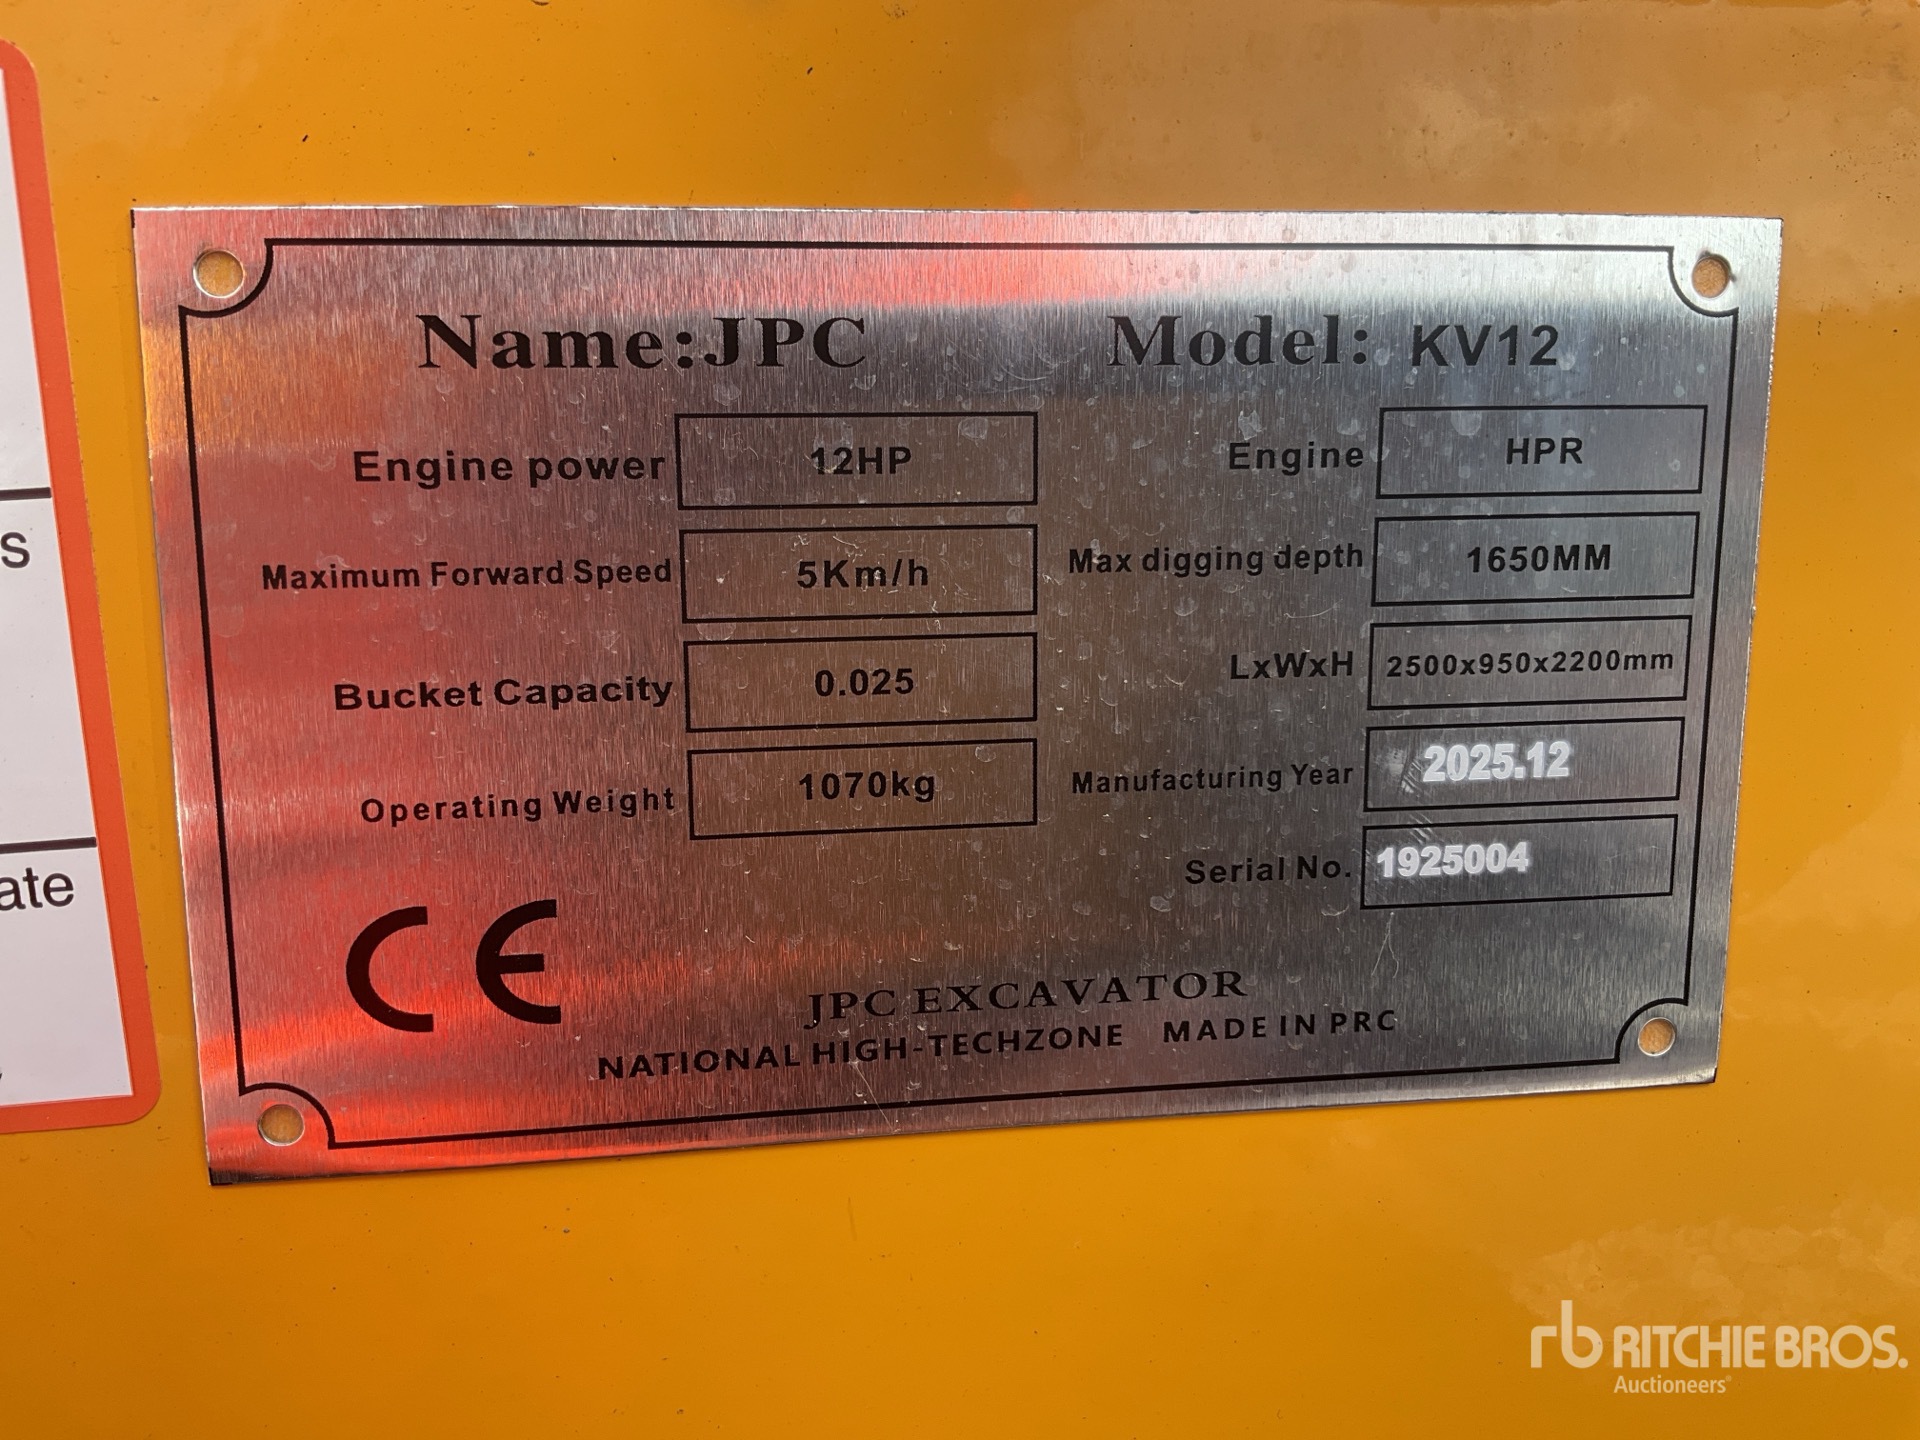 Name:JPC Model: KV12
Engine power 12HP Engine HPR
Maximum Forward Speed 5Km/h Max digging depth 1650MM
Bucket Capacity 0.025 LxWxH 2500x950x2200mm
Operating Weight 1070kg Manufacturing Year 2025.12
Serial No. 1925004
CE
JPC EXCAVATOR
NATIONAL HIGH-TECHZONE MADE IN PRC
s
ate
rb RITCHIE BROS.
Auctioneers